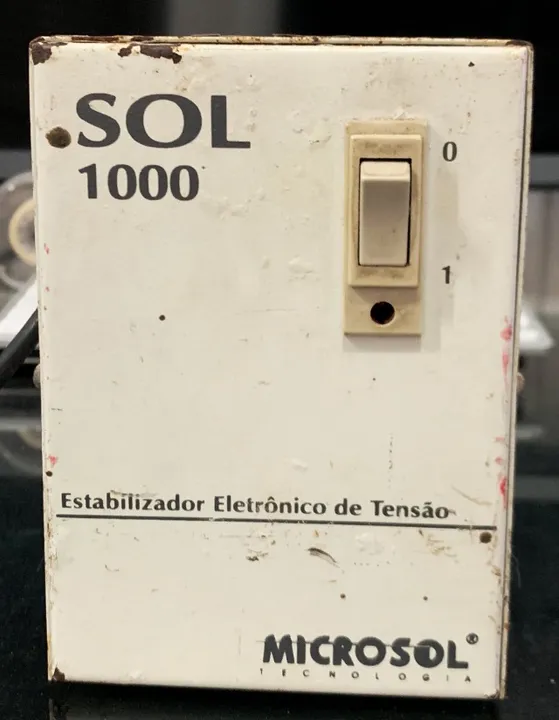 SOL
1000
0
1
Estabilizador Eletrônico de Tensão
MICROSOL®
TECNOLOGIA